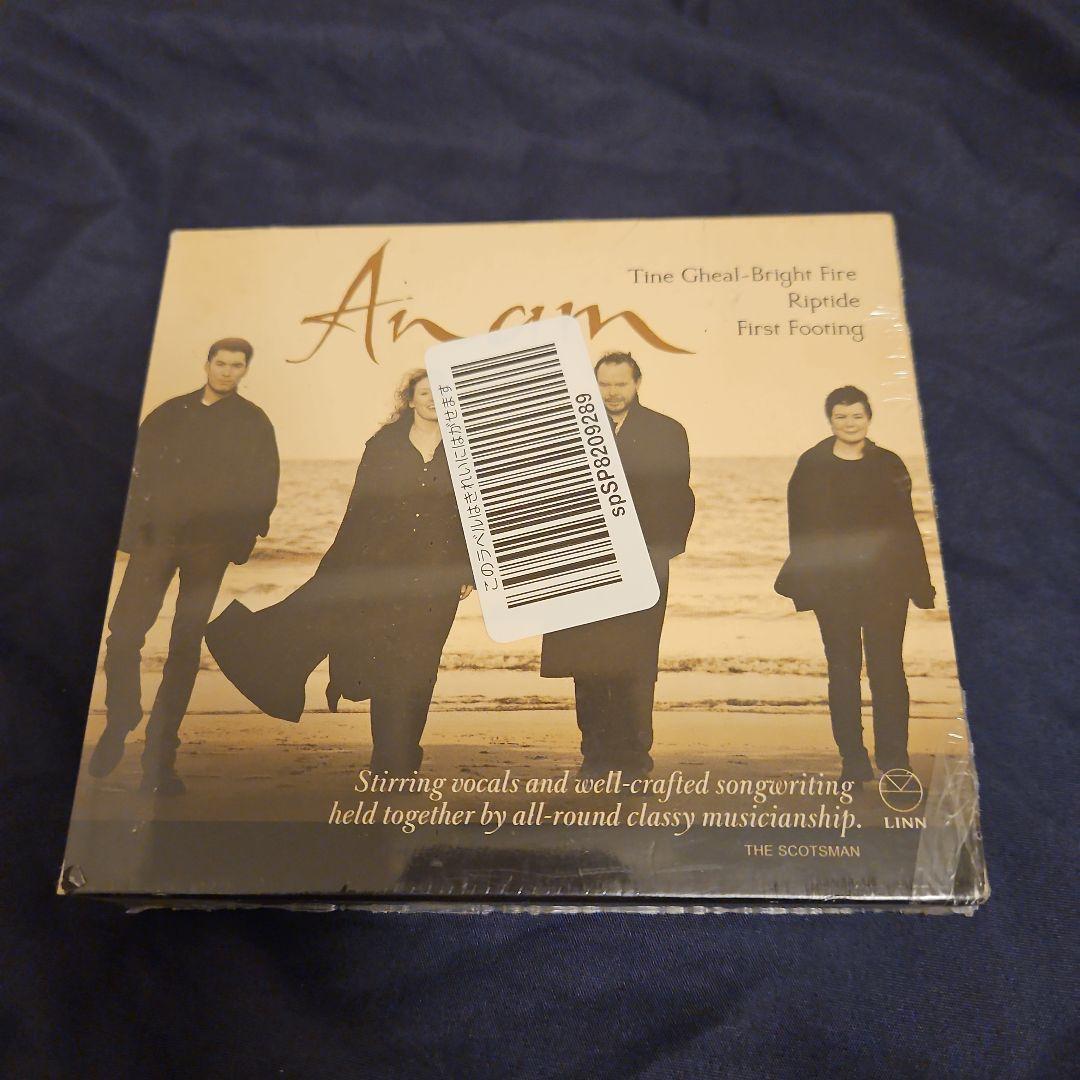 Anam
Tine Gheal-Bright Fire
Riptide
First Footing
このラベルはきれいにはがせます
spSP8209289
Stirring vocals and well-crafted songwriting
held together by all-round classy musicianship.
THE SCOTSMAN
LINN